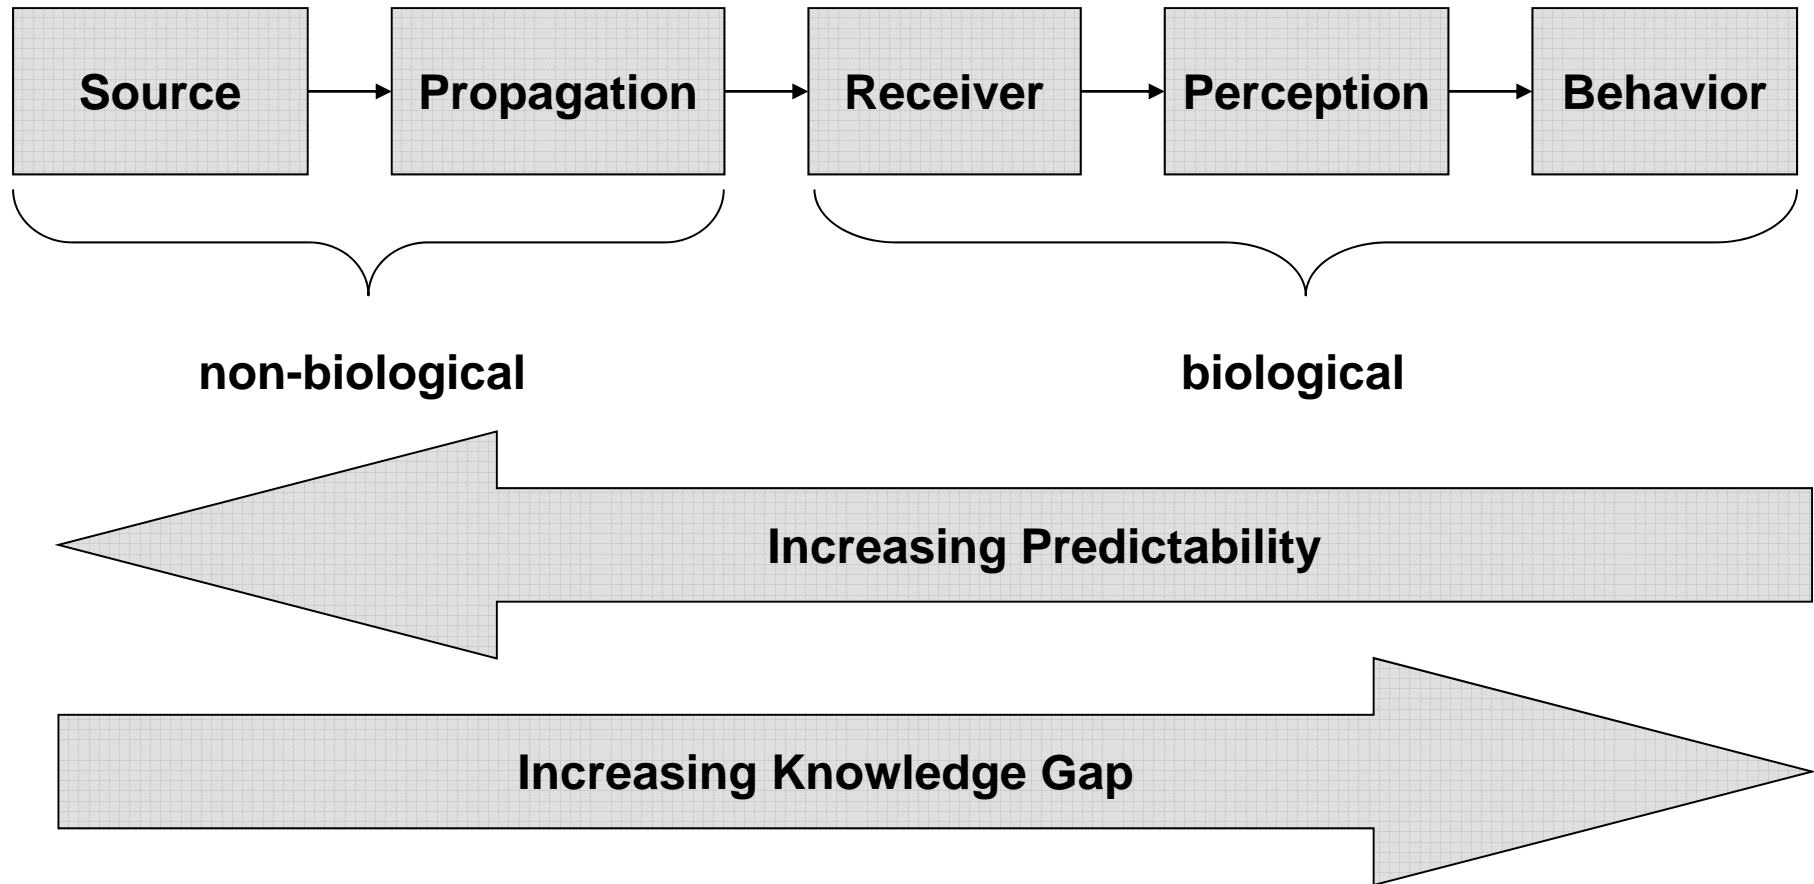 Source
Propagation
Receiver
Perception
Behavior
non-biological
biological
Increasing Predictability
Increasing Knowledge Gap